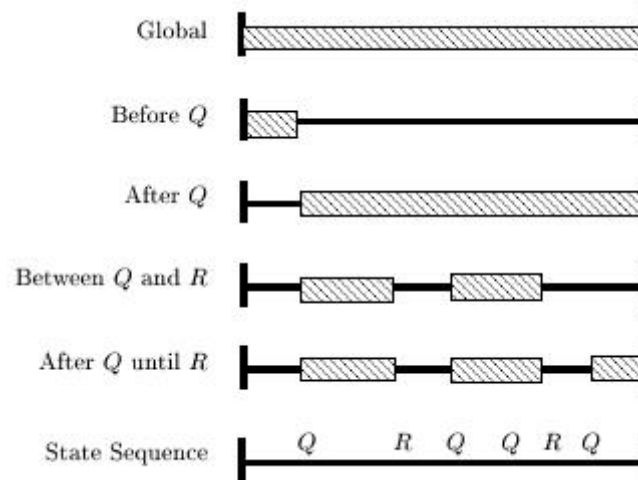 Global
Before Q
After Q
Between Q and R
After Q until R
State Sequence Q R Q Q R Q